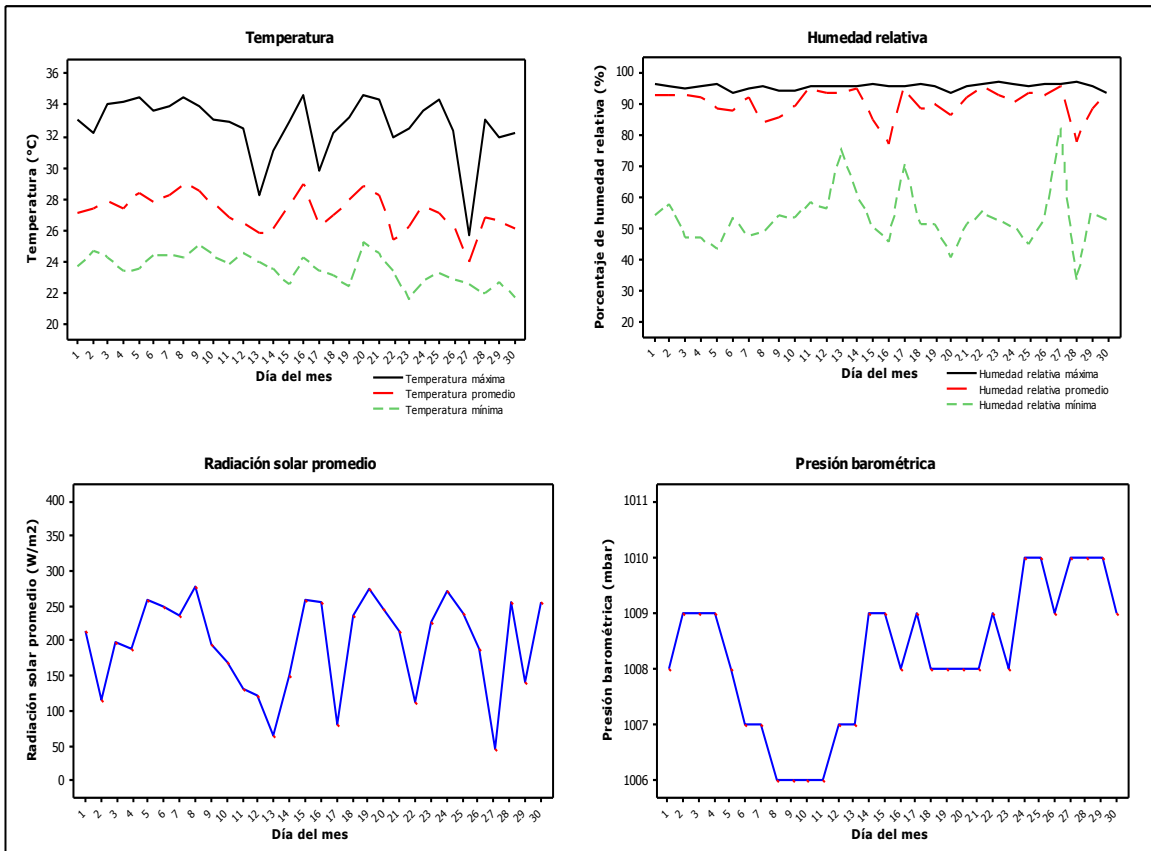 Temperatura
Temperatura (°C)
36
34
32
30
28
26
24
22
20
1 2 3 4 5 6 7 8 9 10 11 12 13 14 15 16 17 18 19 20 21 22 23 24 25 26 27 28 29 30
Día del mes
Temperatura máxima
Temperatura promedio
Temperatura mínima
Humedad relativa
Porcentaje de humedad relativa (%)
100
90
80
70
60
50
40
30
20
1 2 3 4 5 6 7 8 9 10 11 12 13 14 15 16 17 18 19 20 21 22 23 24 25 26 27 28 29 30
Día del mes
Humedad relativa máxima
Humedad relativa promedio
Humedad relativa mínima
Radiación solar promedio
Radiación solar promedio (W/m2)
400
350
300
250
200
150
100
50
0
1 2 3 4 5 6 7 8 9 10 11 12 13 14 15 16 17 18 19 20 21 22 23 24 25 26 27 28 29 30
Día del mes
Presión barométrica
Presión barométrica (mbar)
1011
1010
1009
1008
1007
1006
1 2 3 4 5 6 7 8 9 10 11 12 13 14 15 16 17 18 19 20 21 22 23 24 25 26 27 28 29 30
Día del mes